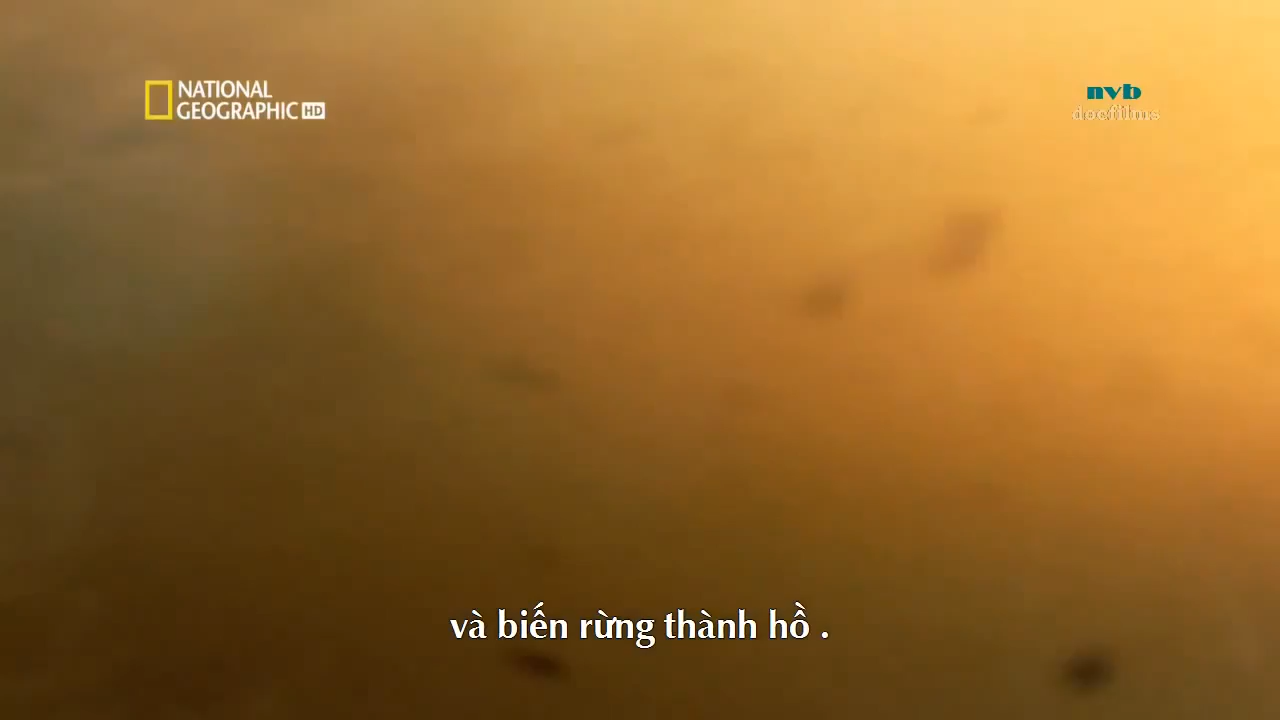 NATIONAL
GEOGRAPHIC HD
nvb
docfilms
và biến rừng thành hồ .